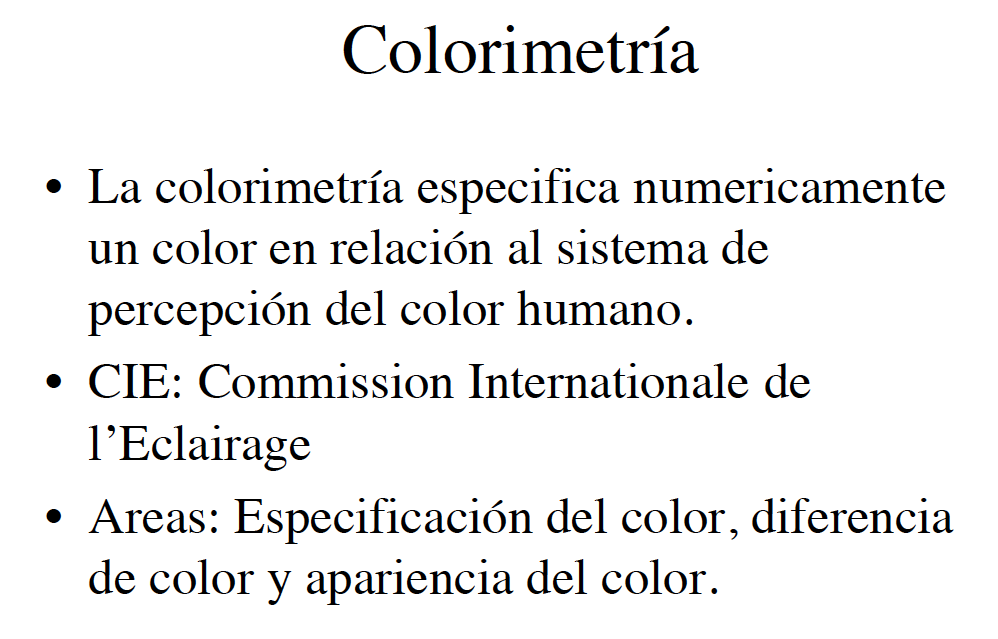 Colorimetría
• La colorimetría especifica numericamente
un color en relación al sistema de
percepción del color humano.
• CIE: Commission Internationale de
l’Eclairage
• Areas: Especificación del color, diferencia
de color y apariencia del color.